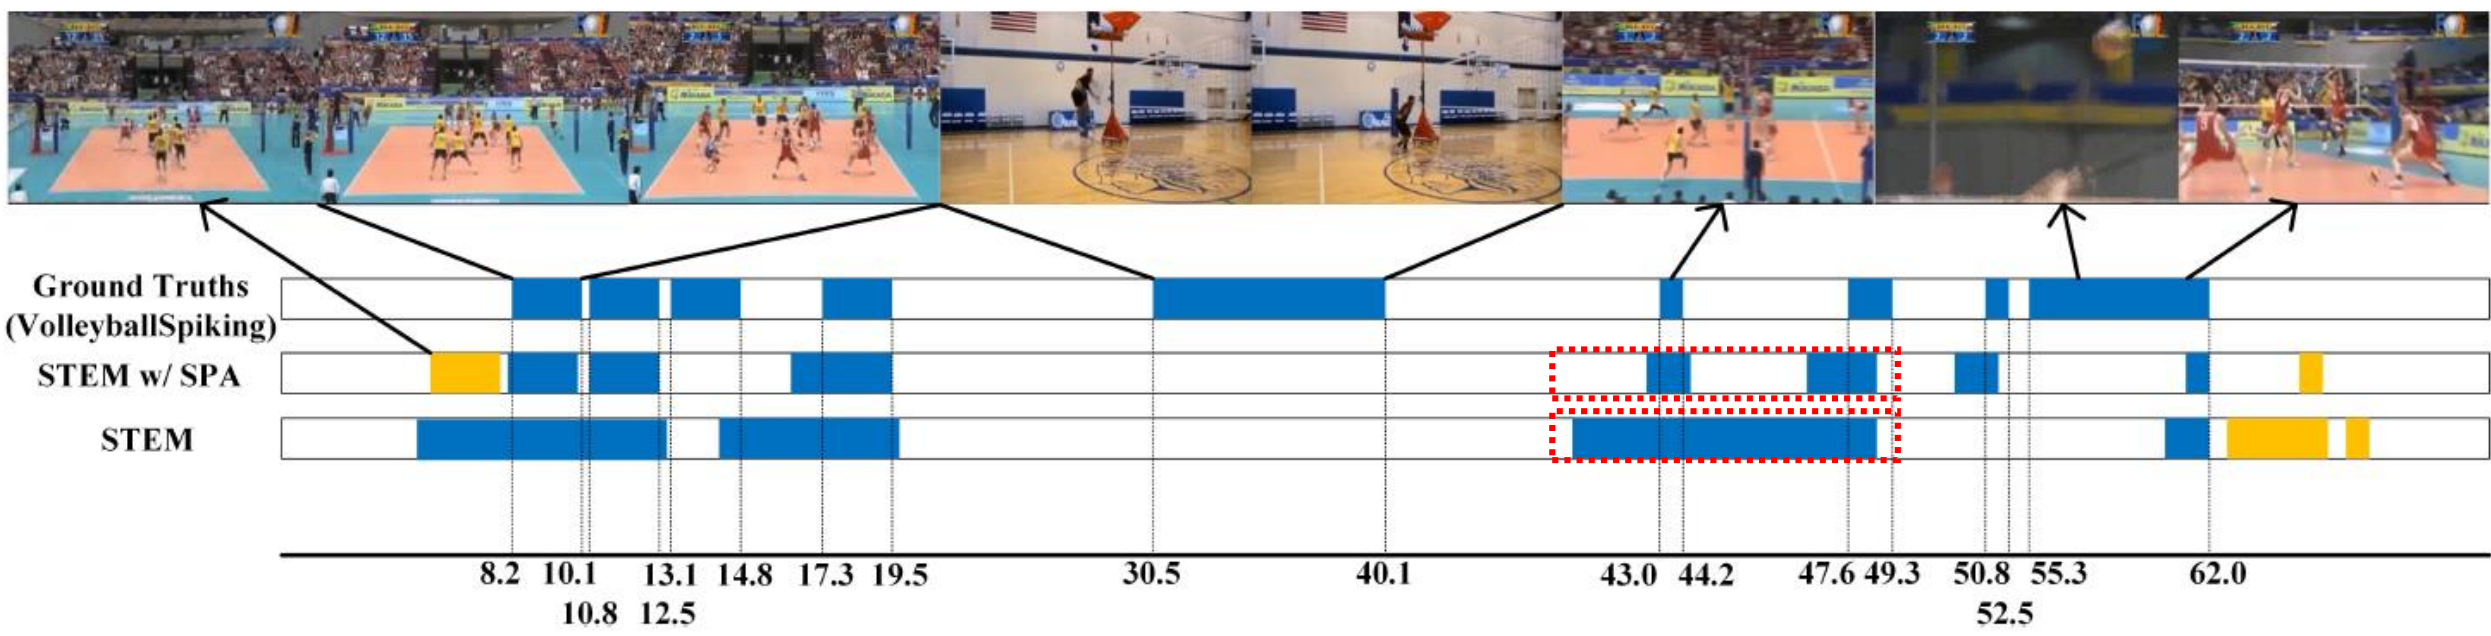 Ground Truths
(VolleyballSpiking)
STEM w/ SPA
STEM
8.2 10.1 13.1 14.8 17.3 19.5 30.5 40.1 43.0 44.2 47.6 49.3 50.8 55.3 62.0
10.8 12.5 52.5